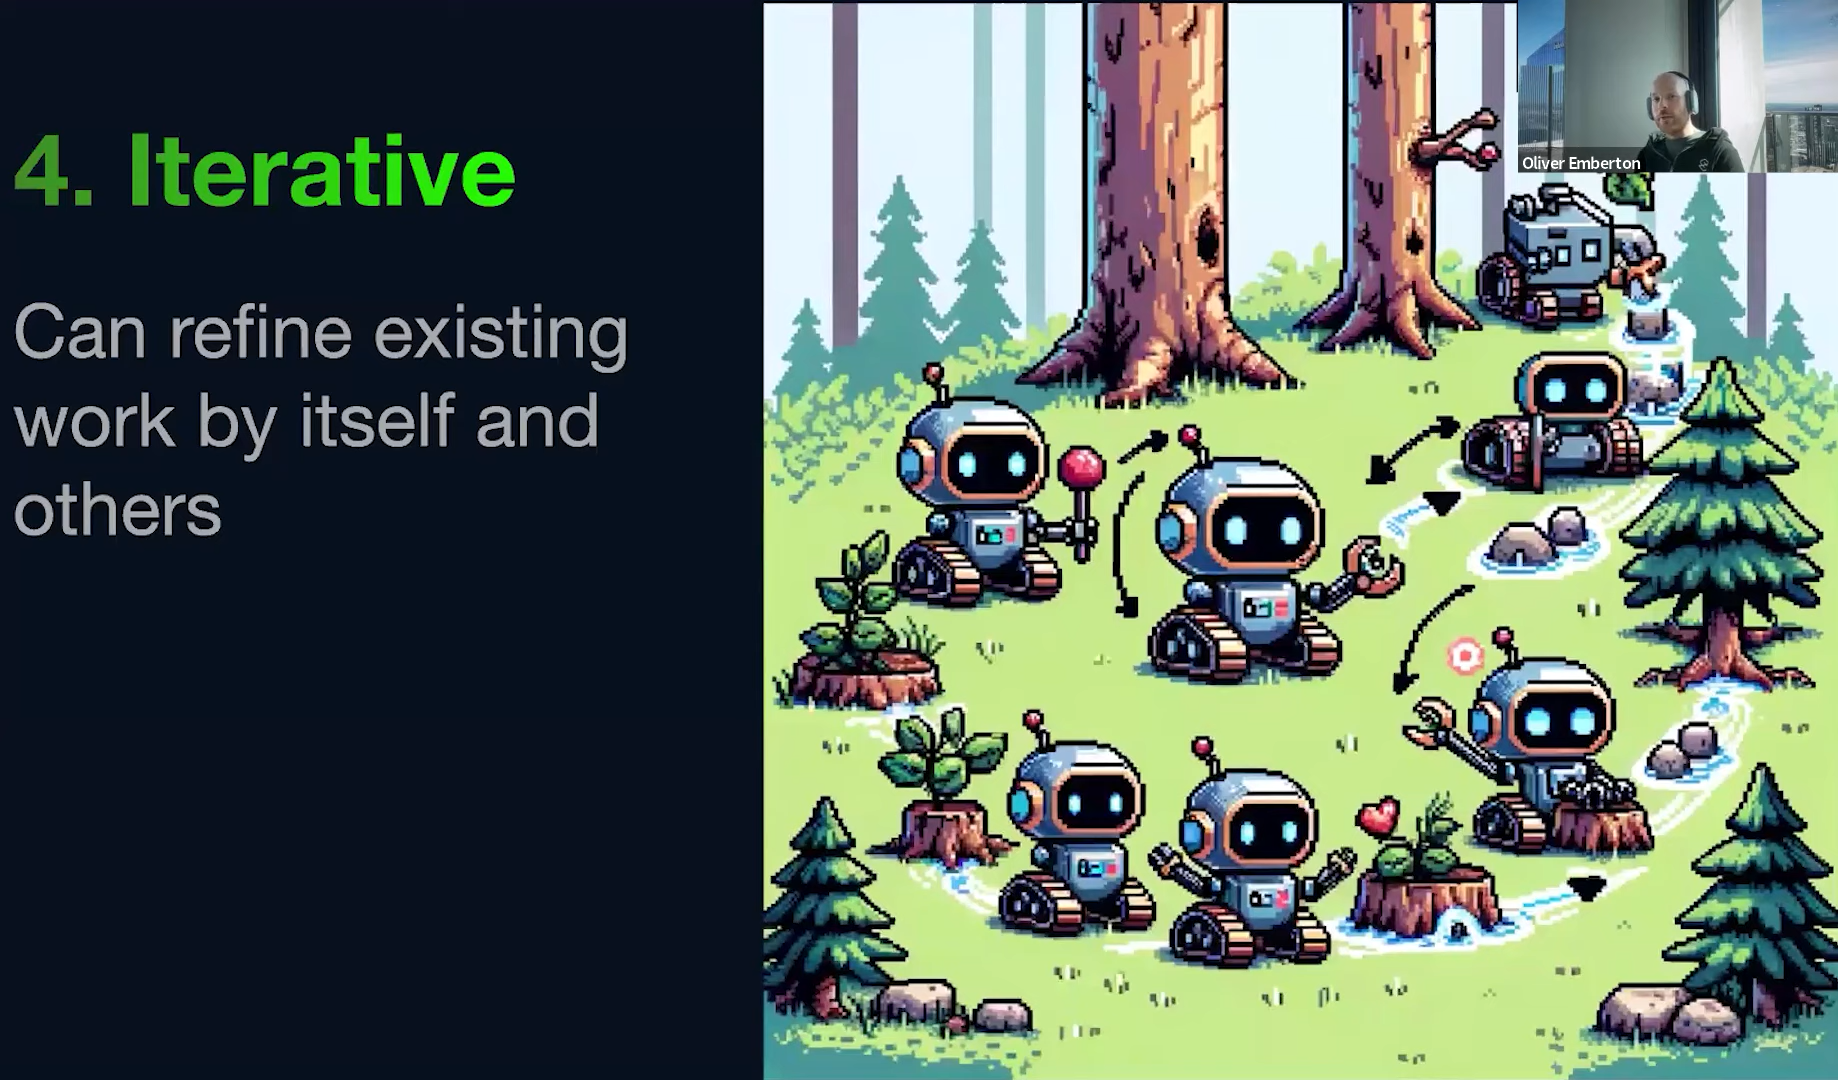 4. Iterative
Can refine existing
work by itself and
others
Oliver Emberton